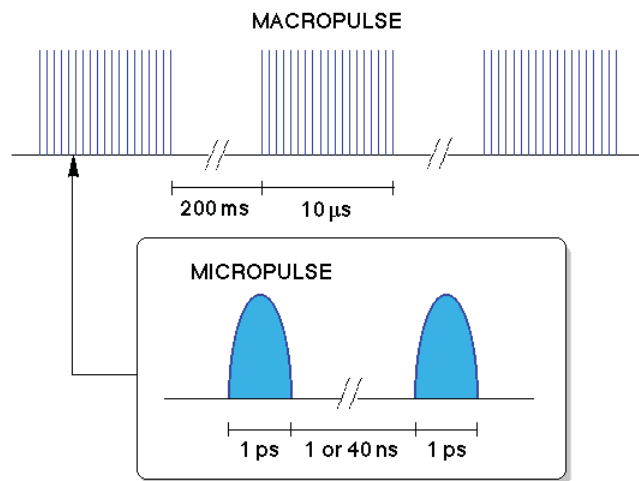 MACROPULSE
200 ms 10 µs
MICROPULSE
1 ps 1 or 40 ns 1 ps